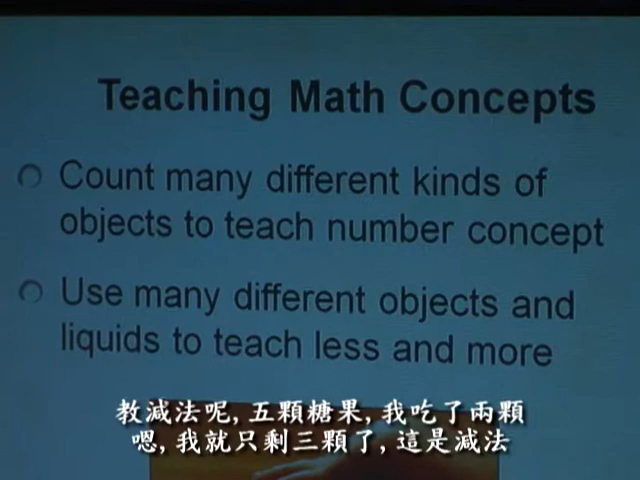 Teaching Math Concepts
Count many different kinds of
objects to teach number concept
Use many different objects and
liquids to teach less and more
教減法呢,五顆糖果,我吃了兩顆
嗯,我就只剩三顆了,這是減法